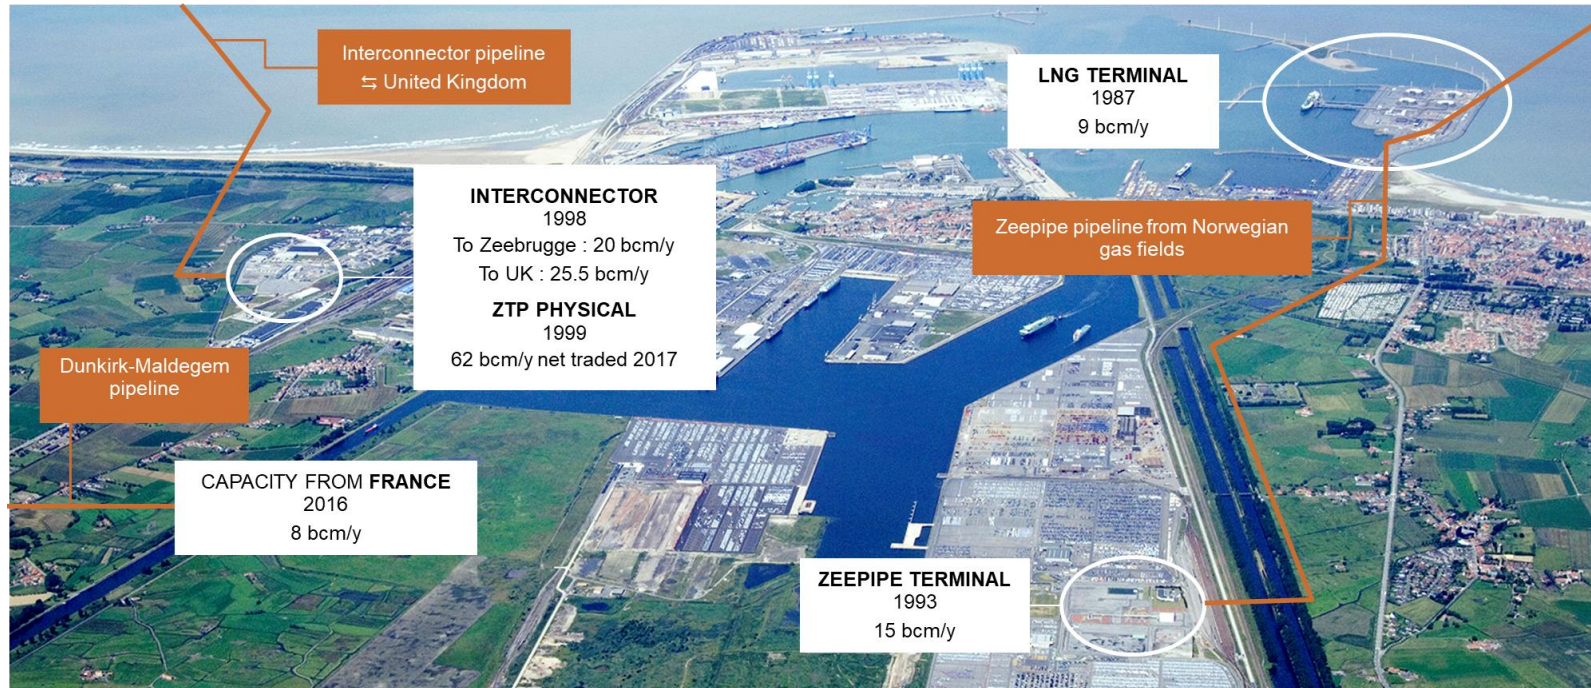 Interconnector pipeline
⇆ United Kingdom
LNG TERMINAL
1987
9 bcm/y
INTERCONNECTOR
1998
To Zeebrugge : 20 bcm/y
To UK : 25.5 bcm/y
ZTP PHYSICAL
1999
62 bcm/y net traded 2017
Zeepipe pipeline from Norwegian
gas fields
Dunkirk-Maldegem
pipeline
CAPACITY FROM FRANCE
2016
8 bcm/y
ZEEPIPE TERMINAL
1993
15 bcm/y